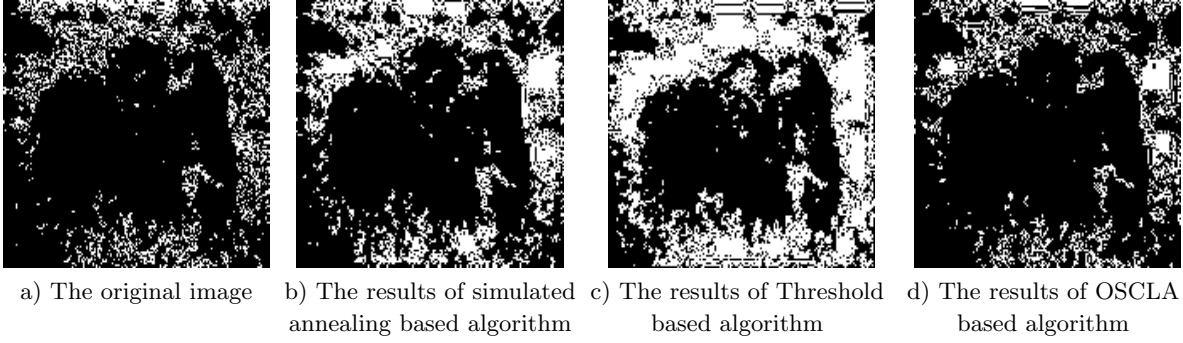 a) The original image
b) The results of simulated
annealing based algorithm
c) The results of Threshold
based algorithm
d) The results of OSCLA
based algorithm